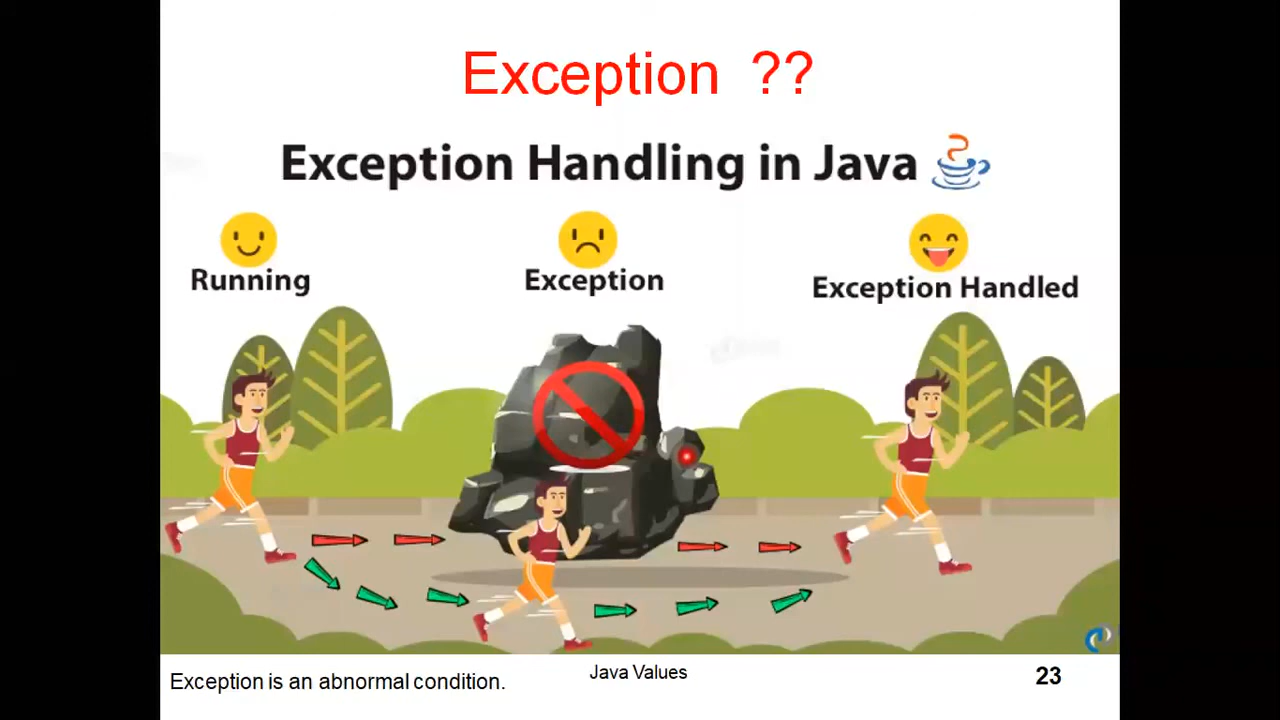 Exception ??
Exception Handling in Java
Running
Exception
Exception Handled
Exception is an abnormal condition.
Java Values
23